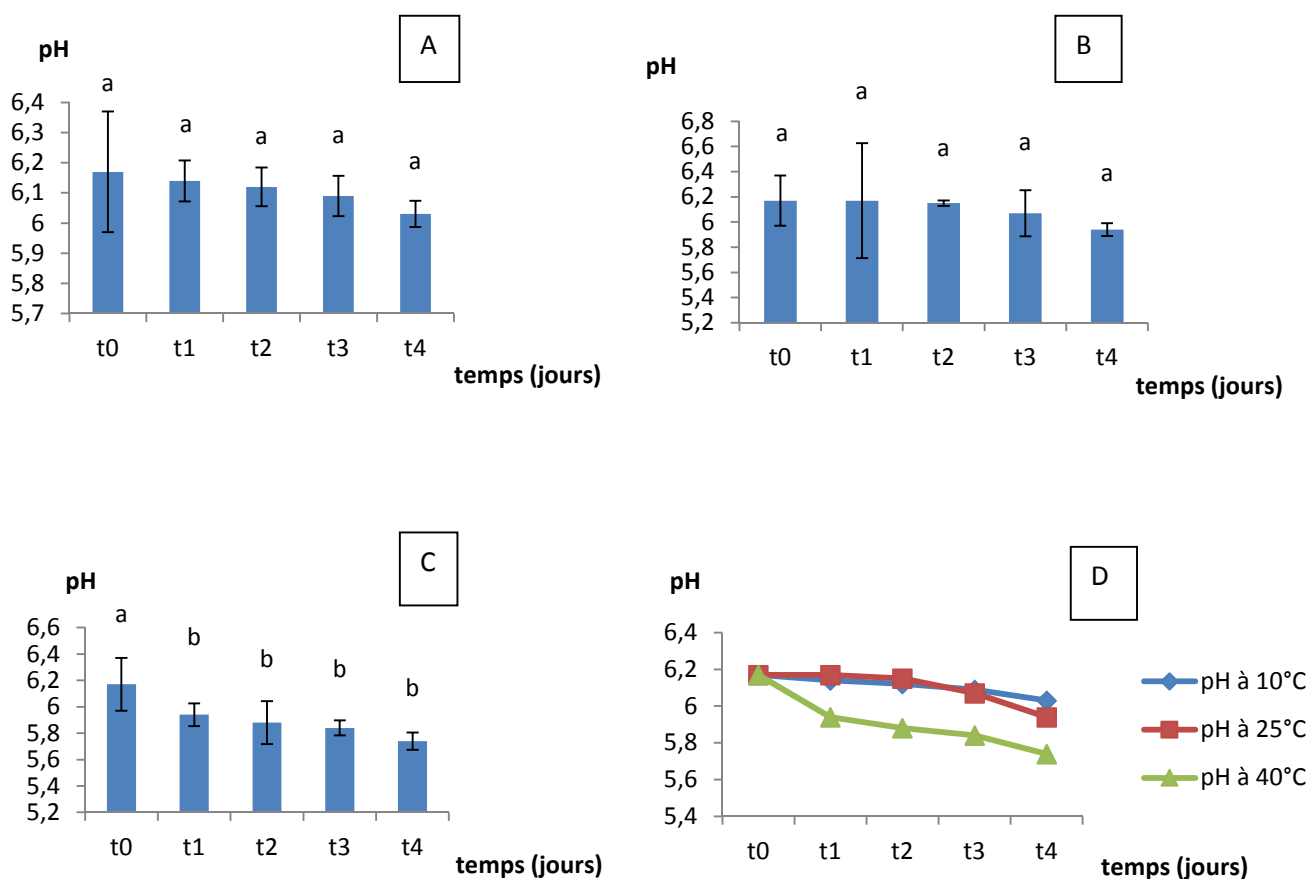 A
pH
a
a
a
a
a
6,4
6,3
6,2
6,1
6
5,9
5,8
5,7
t0 t1 t2 t3 t4
temps (jours)
B
pH
a
a
a
a
a
6,8
6,6
6,4
6,2
6
5,8
5,6
5,4
5,2
t0 t1 t2 t3 t4
temps (jours)
C
pH
a
b
b
b
b
6,6
6,4
6,2
6
5,8
5,6
5,4
5,2
t0 t1 t2 t3 t4
temps (jours)
D
pH
6,4
6,2
6
5,8
5,6
5,4
t0 t1 t2 t3 t4
temps (jours)
pH à 10°C
pH à 25°C
pH à 40°C